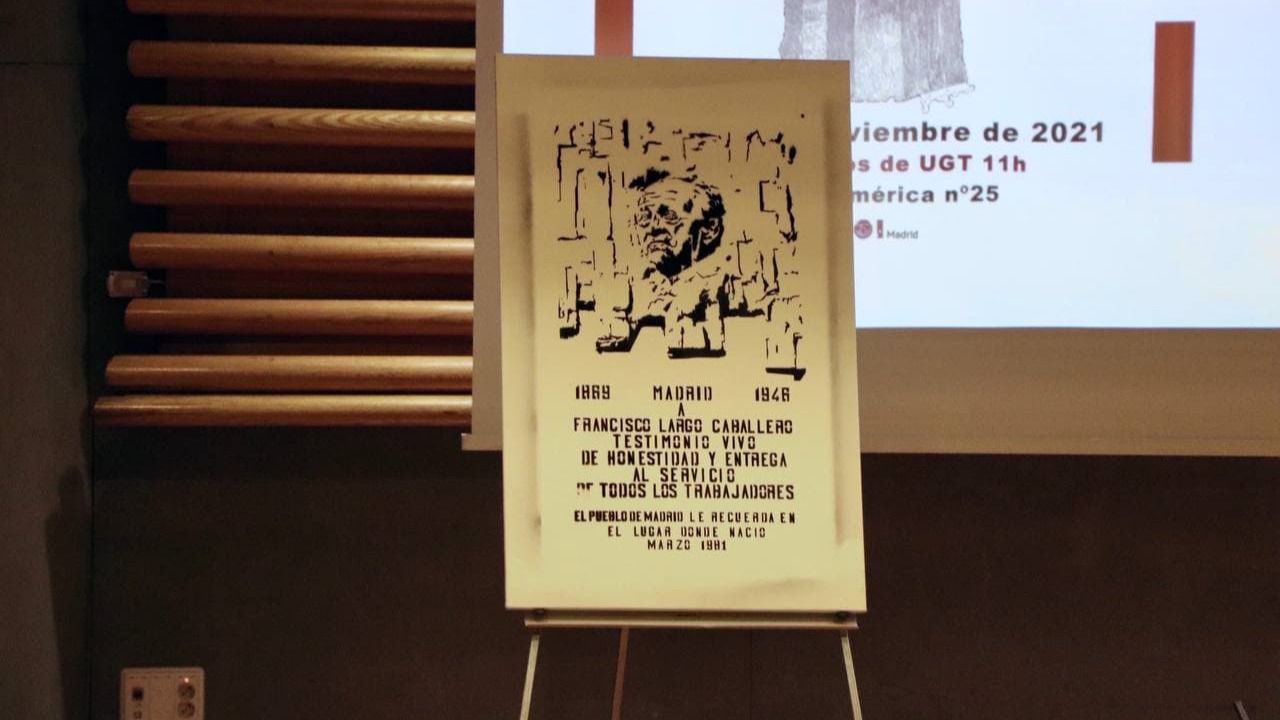 1869 MADRID 1946
A
FRANCISCO LARGO CABALLERO
TESTIMONIO VIVO
DE HONESTIDAD Y ENTREGA
AL SERVICIO
DE TODOS LOS TRABAJADORES
EL PUEBLO DE MADRID LE RECUERDA EN
EL LUGAR DONDE NACIO
MARZO 1981
viembre de 2021
os de UGT 11h
mérica nº25
Madrid